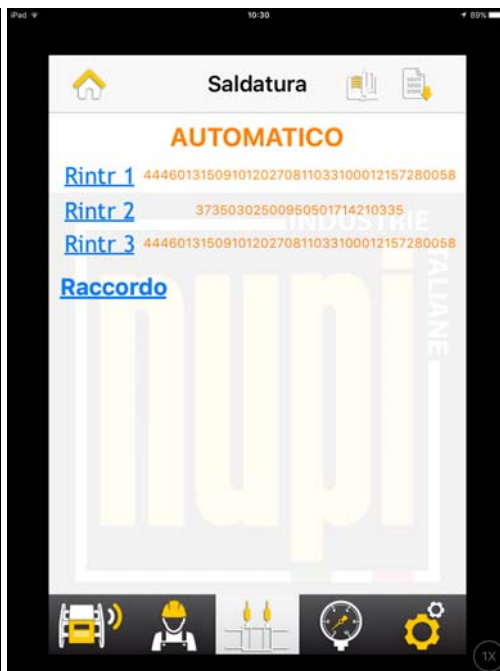 iPad 10:30 89%
Saldatura
AUTOMATICO
Rintr 1 4446013150910120270811033100012157280058
Rintr 2 37350302500950501714210335
Rintr 3 4446013150910120270811033100012157280058
Raccordo
INDUSTRIE
ITALIANE
nupi
1X